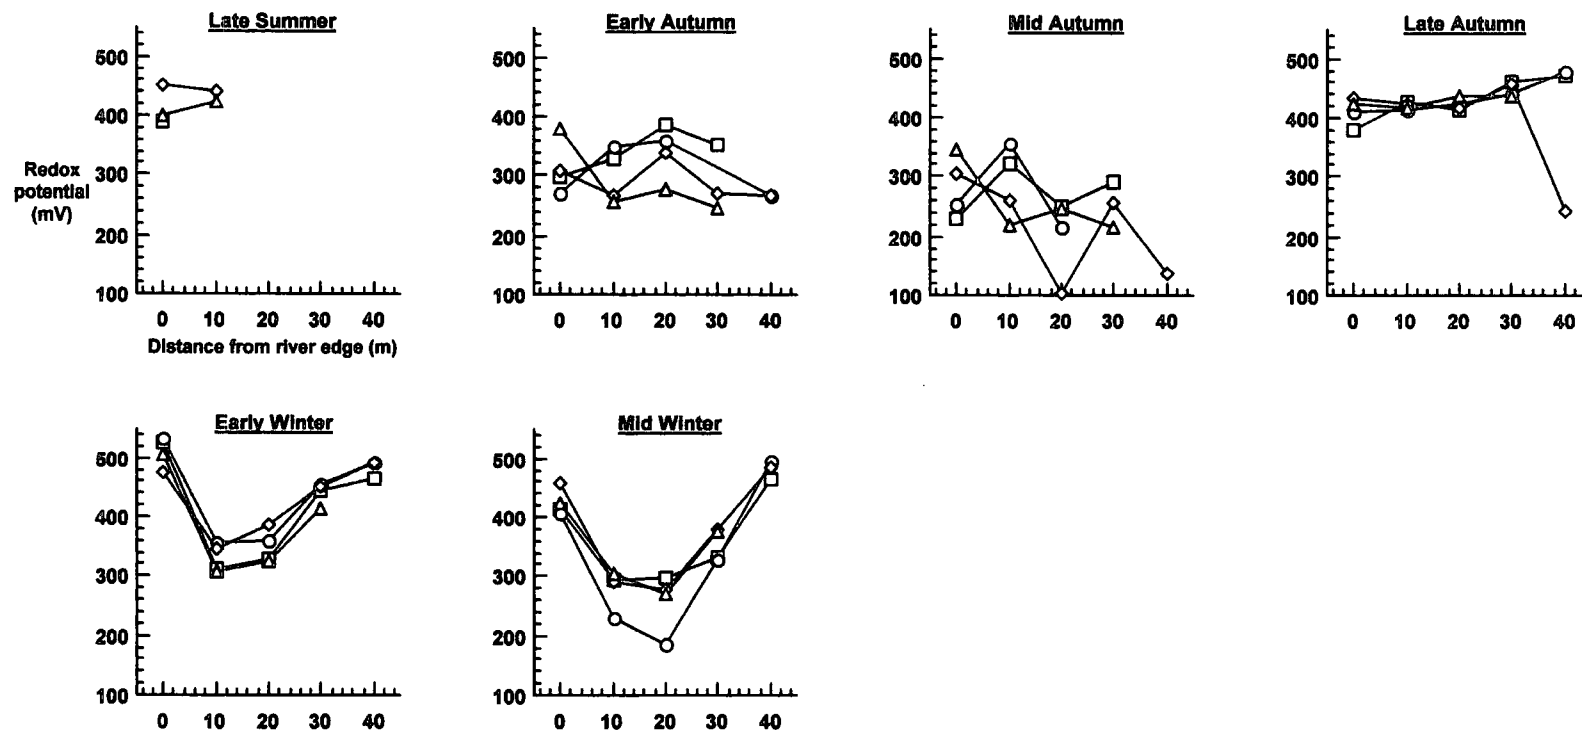 Late Summer
500
400
300
200
100
Redox
potential
(mV)
0 10 20 30 40
Distance from river edge (m)
Early Autumn
500
400
300
200
100
0 10 20 30 40
Mid Autumn
500
400
300
200
100
0 10 20 30 40
Late Autumn
500
400
300
200
100
0 10 20 30 40
Early Winter
500
400
300
200
100
0 10 20 30 40
Mid Winter
500
400
300
200
100
0 10 20 30 40